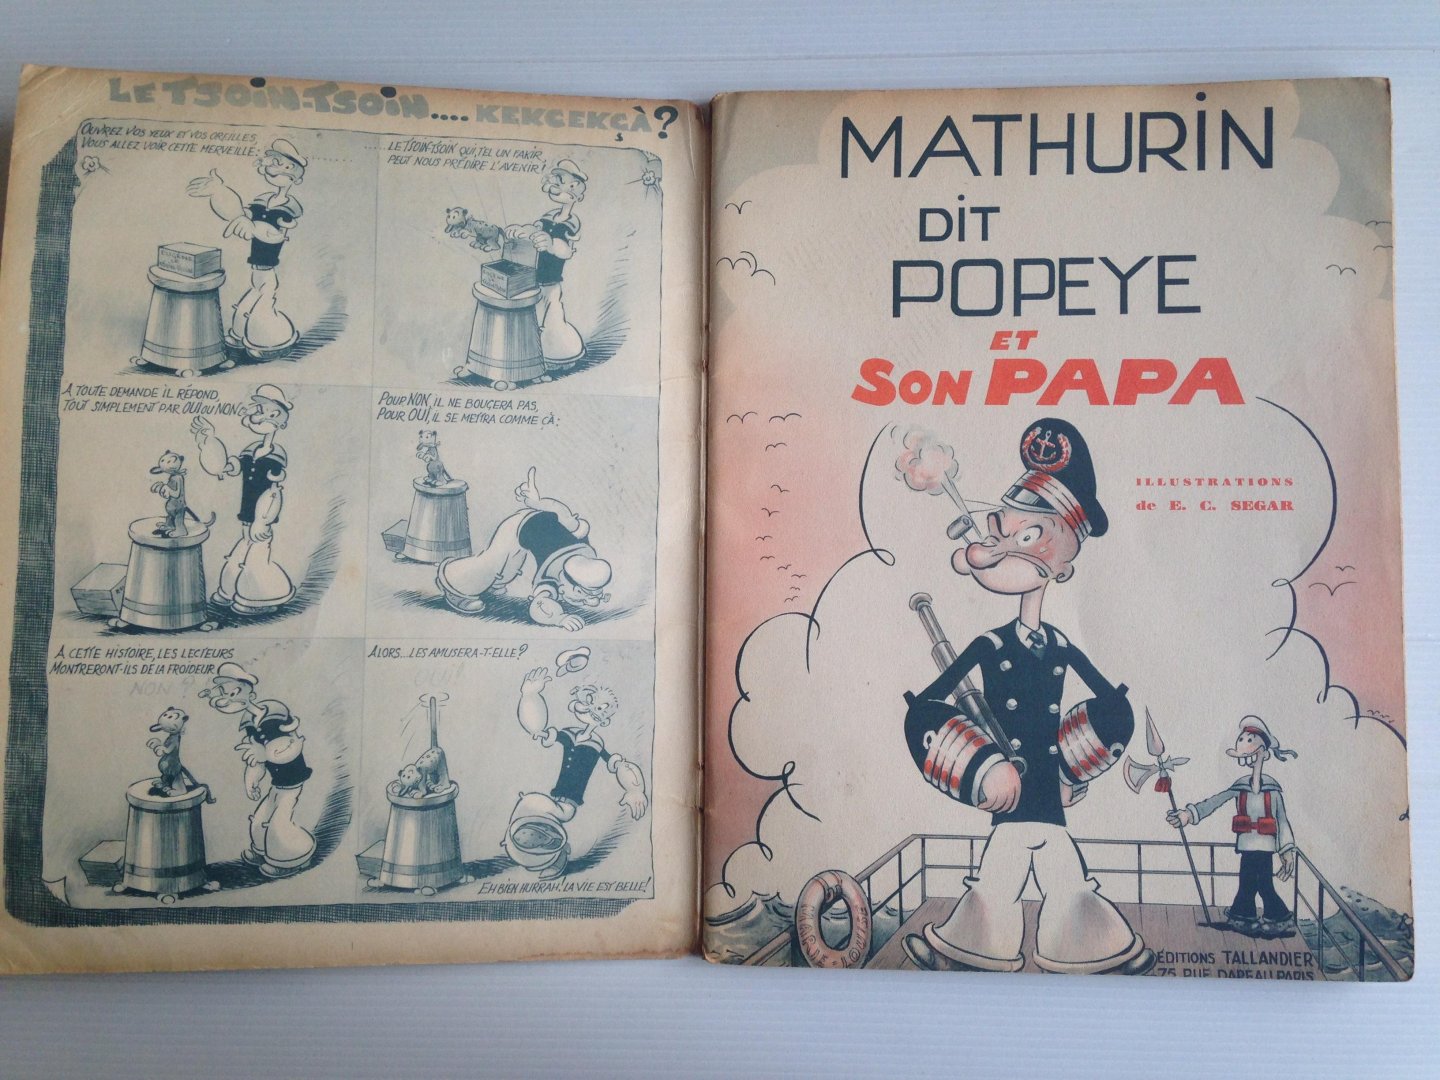 LE TSOIN-TSOIN.... KEKCEKÇÀ?
OUVREZ VOS YEUX ET VOS OREILLES
VOUS ALLEZ VOIR CETTE MERVEILLE:
LE TSOIN-TSOIN QUI, TEL UN FAKIR
PEUT NOUS PRÉDIRE L'AVENIR!
À TOUTE DEMANDE IL RÉPOND,
TOUT SIMPLEMENT PAR OUI OU NON:
POUR NON, IL NE BOUGERA PAS,
POUR OUI, IL SE METTRA COMME ÇÀ:
À CETTE HISTOIRE, LES LECTEURS
MONTRERONT-ILS DE LA FROIDEUR
NON?
ALORS...LES AMUSERA-T-ELLE?
OUI!
EH BIEN HURRAH! LA VIE EST BELLE!
MATHURIN
DIT
POPEYE
ET
SON PAPA
ILLUSTRATIONS
de E. C. SEGAR
MARIE-LOUISE
ÉDITIONS TALLANDIER
75 RUE DAREAU.PARIS